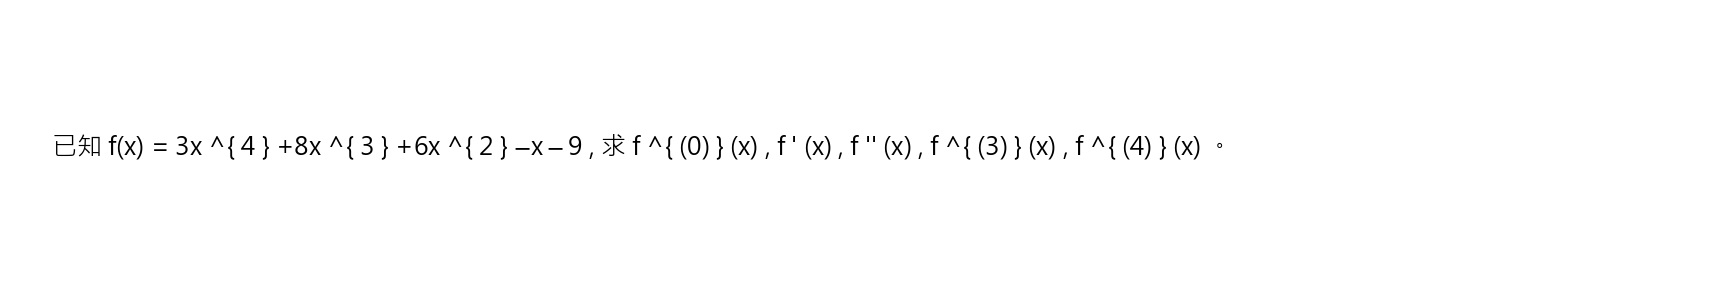 已知 f(x) = 3x ^{ 4 } +8x ^{ 3 } +6x ^{ 2 } −x − 9 , 求 f ^{ (0) } (x) , f ' (x) , f '' (x) , f ^{ (3) } (x) , f ^{ (4) } (x) 。